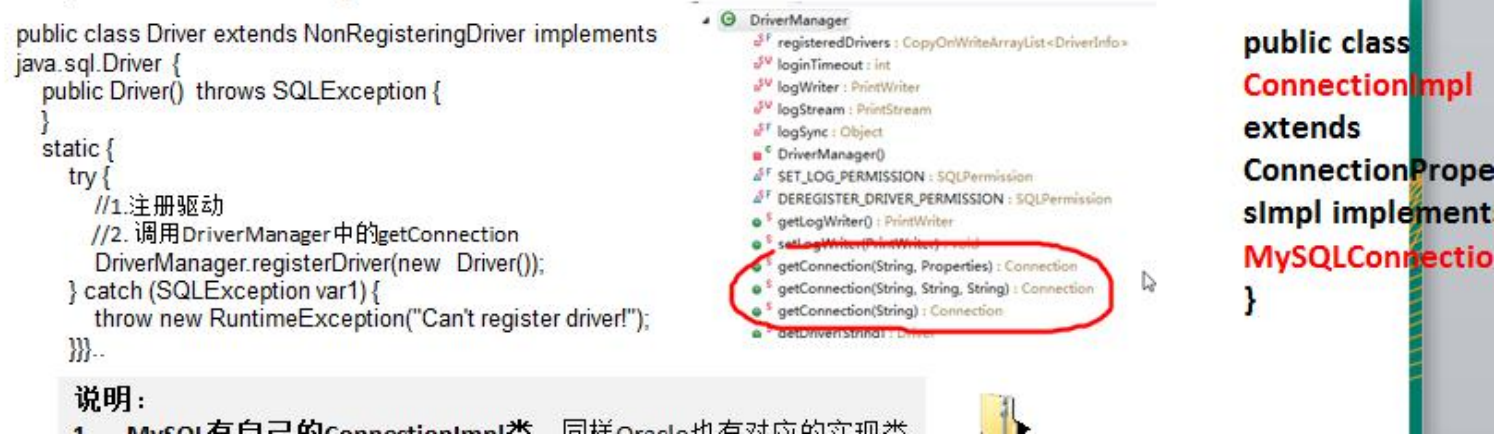 public class Driver extends NonRegisteringDriver implements
java.sql.Driver {
public Driver() throws SQLException {
}
static {
try {
//1.注册驱动
//2. 调用DriverManager中的getConnection
DriverManager.registerDriver(new Driver());
} catch (SQLException var1) {
throw new RuntimeException("Can't register driver!");
}}}..
DriverManager
registeredDrivers : CopyOnWriteArrayList<DriverInfo>
loginTimeout : int
logWriter : PrintWriter
logStream : PrintStream
logSync : Object
DriverManager()
SET_LOG_PERMISSION : SQLPermission
DEREGISTER_DRIVER_PERMISSION : SQLPermission
getLogWriter() : PrintWriter
setLogWriter(PrintWriter) : void
getConnection(String, Properties) : Connection
getConnection(String, String, String) : Connection
getConnection(String) : Connection
getDriver(String) : Driver
public class
ConnectionImpl
extends
ConnectionPrope
sImpl implements
MySQLConnectio
}
说明：
1. MySQL有自己的ConnectionImpl类，同样Oracle也有对应的实现类